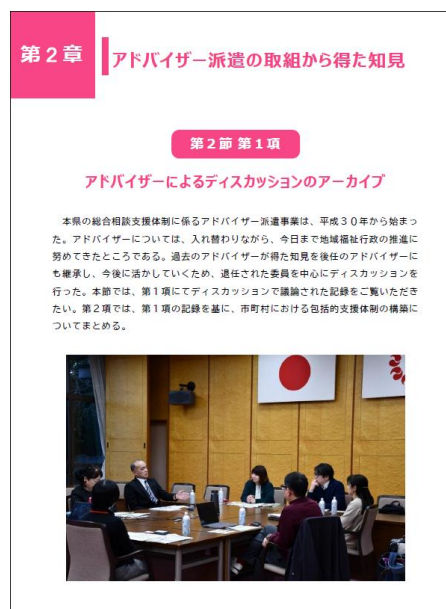 第2章
アドバイザー派遣の取組から得た知見
第2節 第1項
アドバイザーによるディスカッションのアーカイブ
本県の総合相談支援体制に係るアドバイザー派遣事業は、平成30年から始まっ
た。アドバイザーについては、入れ替わりながら、今日まで地域福祉行政の推進に
努めてきたところである。過去のアドバイザーが得た知見を後任のアドバイザーに
も継承し、今後に活かしていくため、退任された委員を中心にディスカッションを
行った。本節では、第1項にてディスカッションで議論された記録をご覧いただき
たい。第2項では、第1項の記録を基に、市町村における包括的支援体制の構築に
ついてまとめる。